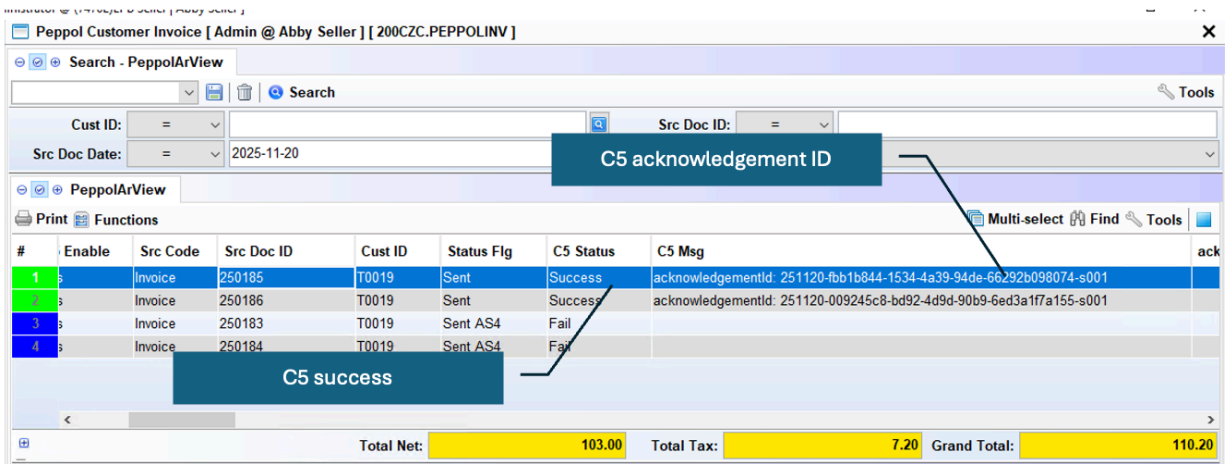 Peppol Customer Invoice [ Admin @ Abby Seller ] [ 200CZC.PEPPOLINV ]
Search - PeppolArView
Search Tools
Cust ID: = Src Doc ID: =
Src Doc Date: = 2025-11-20
C5 acknowledgement ID
PeppolArView
Print Functions Multi-select Find Tools
# Enable Src Code Src Doc ID Cust ID Status Flg C5 Status C5 Msg ack
1 s Invoice 250185 T0019 Sent Success acknowledgementId: 251120-fbb1b844-1534-4a39-94de-66292b098074-s001
2 s Invoice 250186 T0019 Sent Success acknowledgementId: 251120-009245c8-bd92-4d9d-90b9-6ed3a1f7a155-s001
3 s Invoice 250183 T0019 Sent AS4 Fail
4 s Invoice 250184 T0019 Sent AS4 Fail
C5 success
Total Net: 103.00 Total Tax: 7.20 Grand Total: 110.20